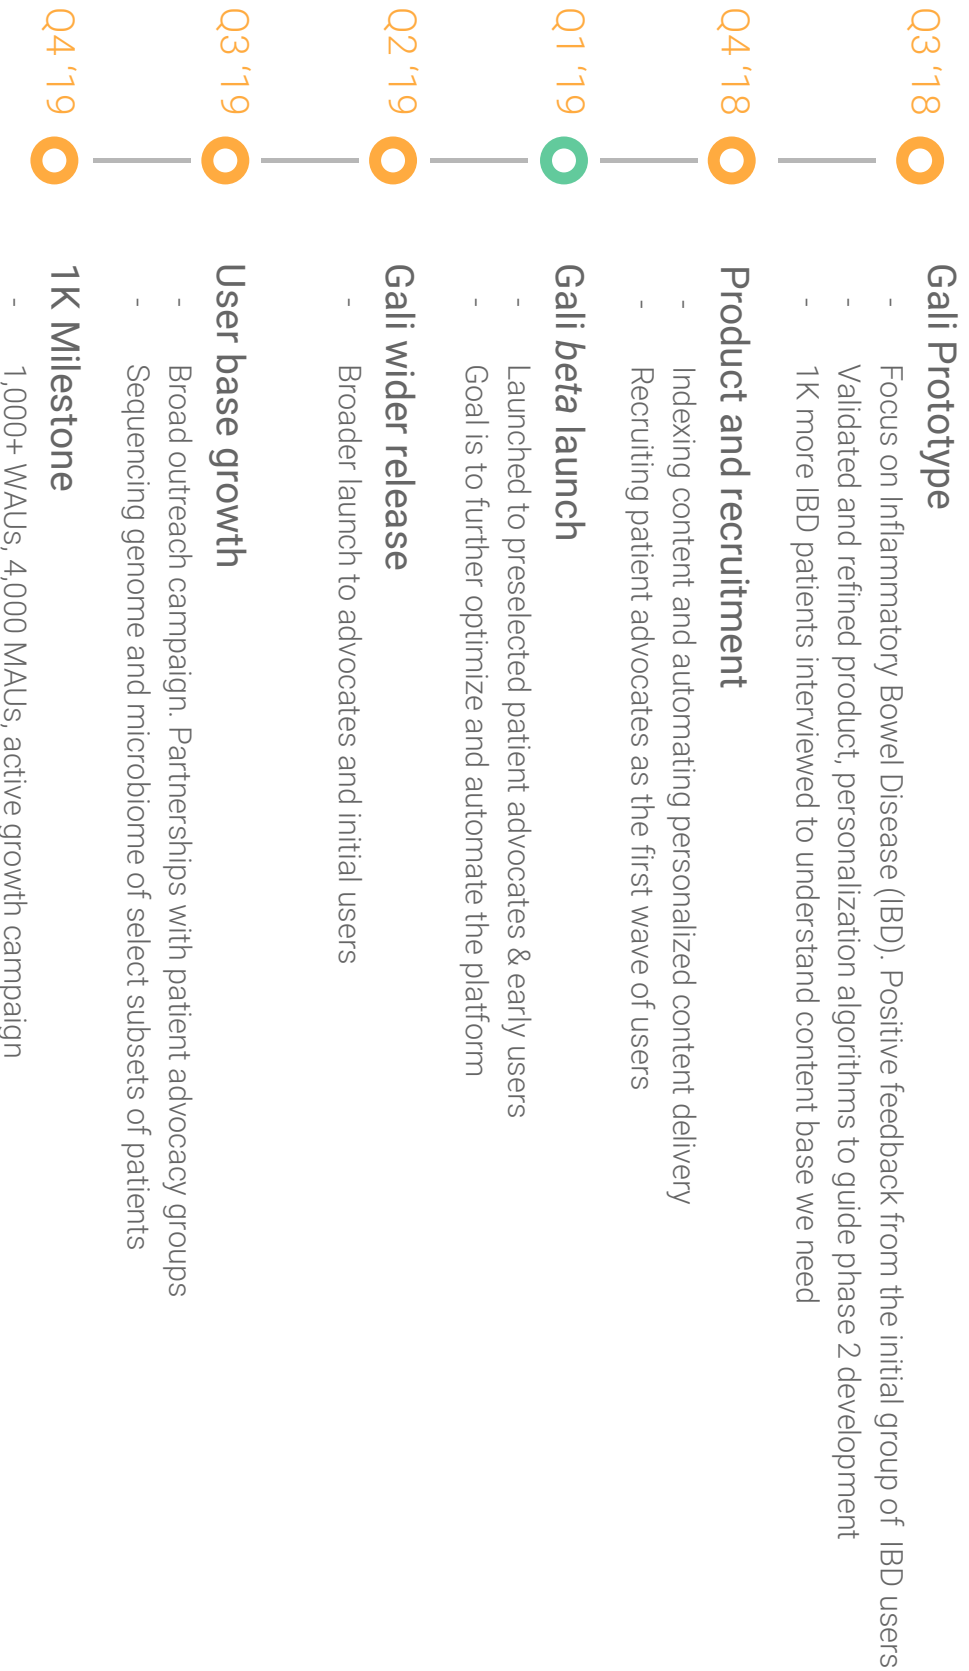 Q3 ‘18
Gali Prototype
- Focus on Inflammatory Bowel Disease (IBD). Positive feedback from the initial group of IBD users
- Validated and refined product, personalization algorithms to guide phase 2 development
- 1K more IBD patients interviewed to understand content base we need
Q4 ‘18
Product and recruitment
- Indexing content and automating personalized content delivery
- Recruiting patient advocates as the first wave of users
Q1 ‘19
Gali beta launch
- Launched to preselected patient advocates & early users
- Goal is to further optimize and automate the platform
Q2 ‘19
Gali wider release
- Broader launch to advocates and initial users
Q3 ‘19
User base growth
- Broad outreach campaign. Partnerships with patient advocacy groups
- Sequencing genome and microbiome of select subsets of patients
Q4 ‘19
1K Milestone
- 1,000+ WAUs, 4,000 MAUs, active growth campaign